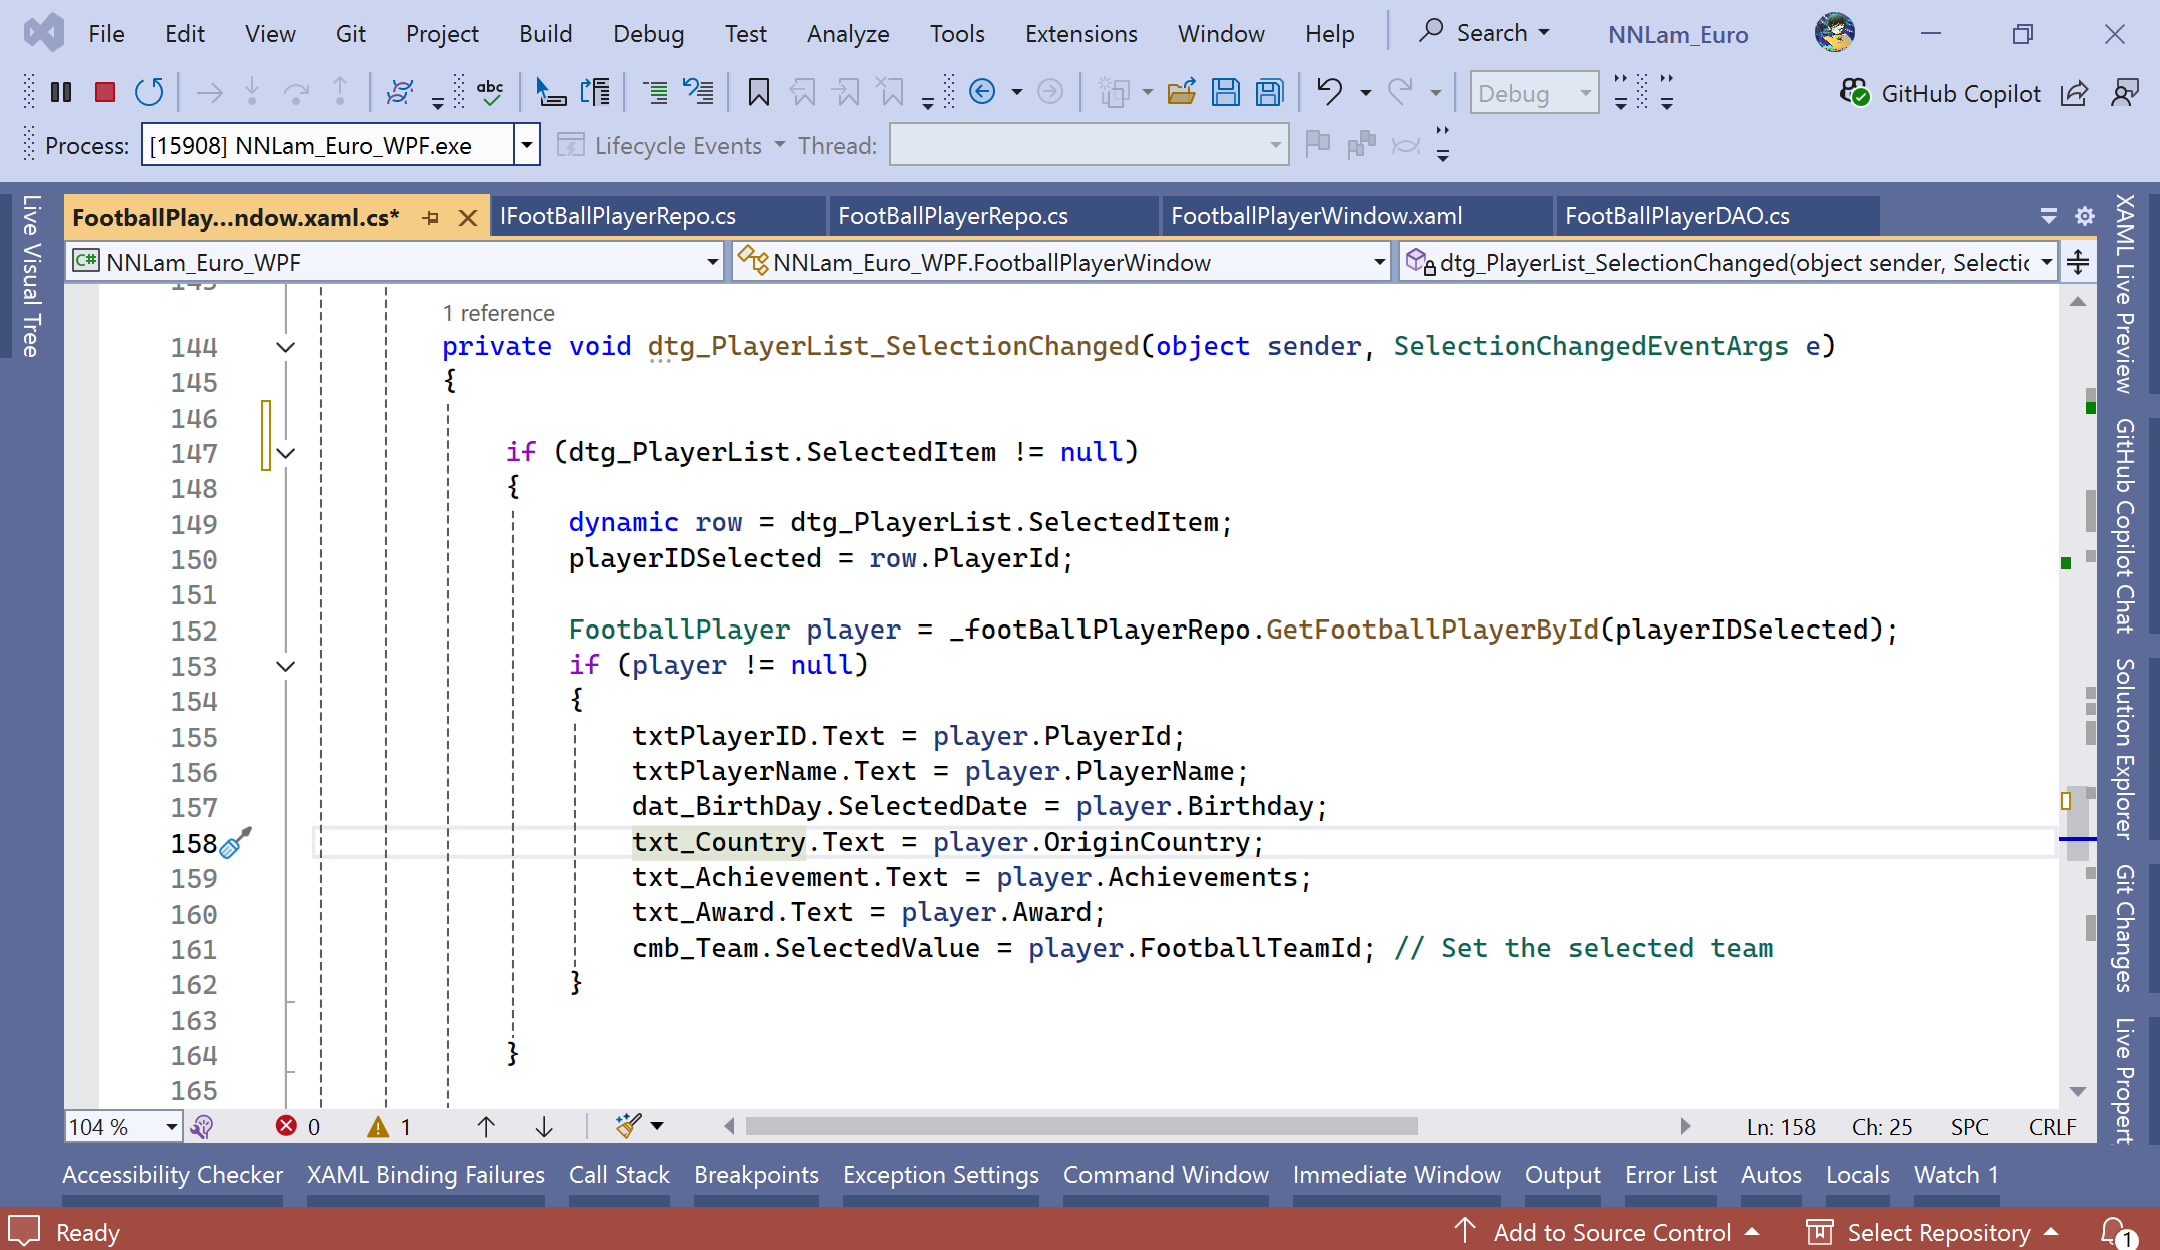 File Edit View Git Project Build Debug Test Analyze Tools Extensions Window Help Search NNLam_Euro
abc Debug GitHub Copilot
Process: [15908] NNLam_Euro_WPF.exe Lifecycle Events Thread:
Live Visual Tree
FootballPlay...ndow.xaml.cs* IFootBallPlayerRepo.cs FootBallPlayerRepo.cs FootballPlayerWindow.xaml FootBallPlayerDAO.cs
C# NNLam_Euro_WPF NNLam_Euro_WPF.FootballPlayerWindow dtg_PlayerList_SelectionChanged(object sender, Selectic
1 reference
144 private void dtg_PlayerList_SelectionChanged(object sender, SelectionChangedEventArgs e)
145 {
146
147 if (dtg_PlayerList.SelectedItem != null)
148 {
149 dynamic row = dtg_PlayerList.SelectedItem;
150 playerIDSelected = row.PlayerId;
151
152 FootballPlayer player = _footBallPlayerRepo.GetFootballPlayerById(playerIDSelected);
153 if (player != null)
154 {
155 txtPlayerID.Text = player.PlayerId;
156 txtPlayerName.Text = player.PlayerName;
157 dat_BirthDay.SelectedDate = player.Birthday;
158 txt_Country.Text = player.OriginCountry;
159 txt_Achievement.Text = player.Achievements;
160 txt_Award.Text = player.Award;
161 cmb_Team.SelectedValue = player.FootballTeamId; // Set the selected team
162 }
163
164 }
165
XAML Live Preview
GitHub Copilot Chat
Solution Explorer
Git Changes
Live Propert
104 % 0 1 Ln: 158 Ch: 25 SPC CRLF
Accessibility Checker XAML Binding Failures Call Stack Breakpoints Exception Settings Command Window Immediate Window Output Error List Autos Locals Watch 1
Ready Add to Source Control Select Repository 1